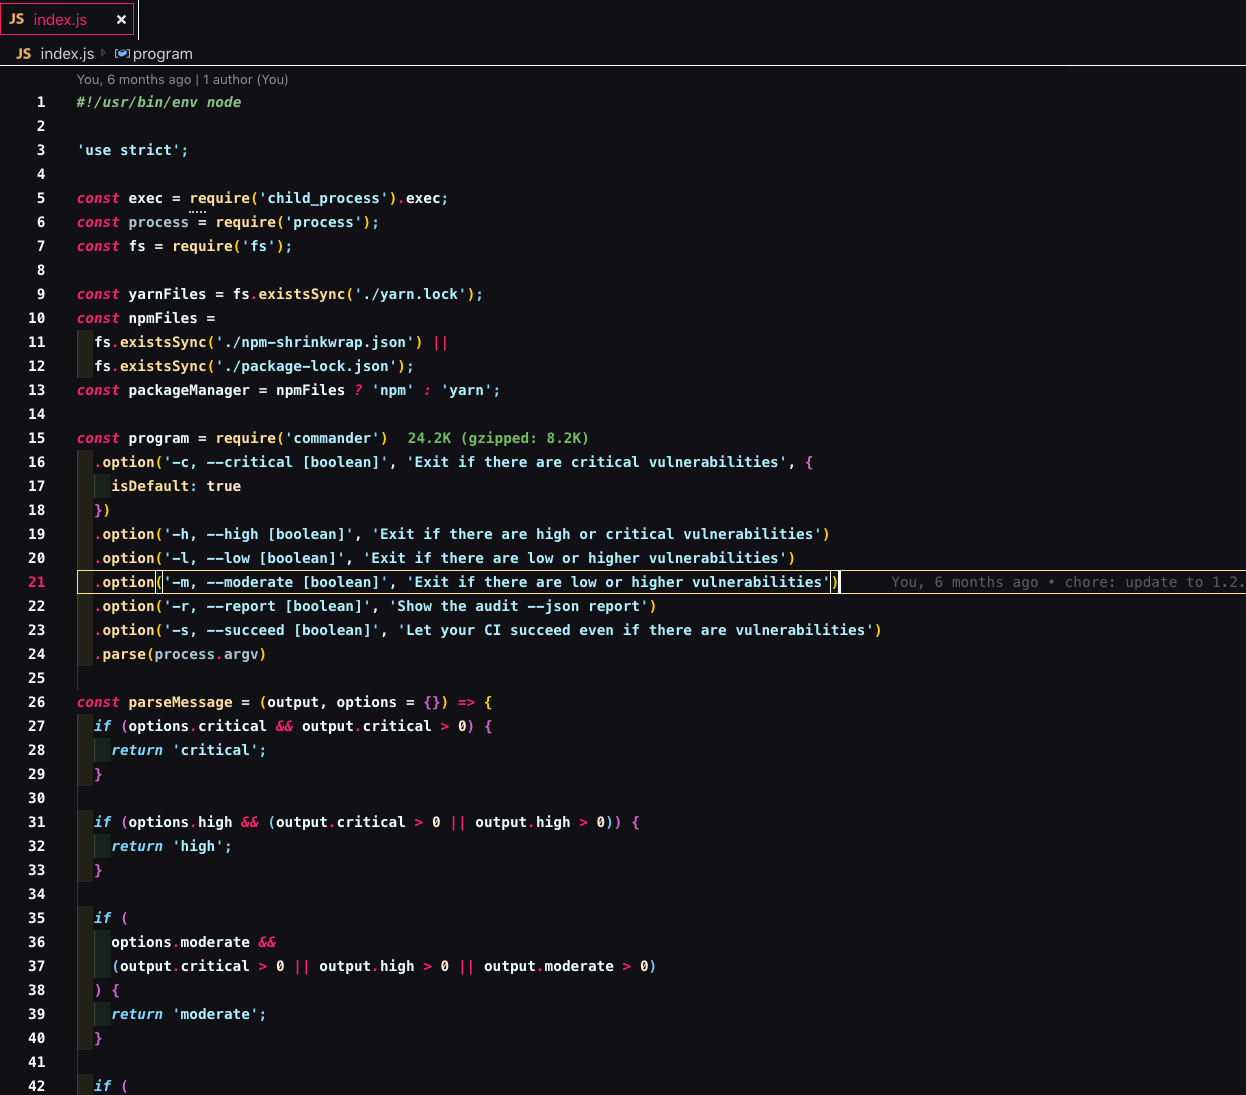 JS index.js ×
JS index.js program
You, 6 months ago | 1 author (You)
1 #!/usr/bin/env node
2
3 'use strict';
4
5 const exec = require('child_process').exec;
6 const process = require('process');
7 const fs = require('fs');
8
9 const yarnFiles = fs.existsSync('./yarn.lock');
10 const npmFiles =
11   fs.existsSync('./npm-shrinkwrap.json') ||
12   fs.existsSync('./package-lock.json');
13 const packageManager = npmFiles ? 'npm' : 'yarn';
14
15 const program = require('commander')  24.2K (gzipped: 8.2K)
16   .option('-c, --critical [boolean]', 'Exit if there are critical vulnerabilities', {
17     isDefault: true
18   })
19   .option('-h, --high [boolean]', 'Exit if there are high or critical vulnerabilities')
20   .option('-l, --low [boolean]', 'Exit if there are low or higher vulnerabilities')
21   .option('-m, --moderate [boolean]', 'Exit if there are low or higher vulnerabilities')  You, 6 months ago • chore: update to 1.2.
22   .option('-r, --report [boolean]', 'Show the audit --json report')
23   .option('-s, --succeed [boolean]', 'Let your CI succeed even if there are vulnerabilities')
24   .parse(process.argv)
25
26 const parseMessage = (output, options = {}) => {
27   if (options.critical && output.critical > 0) {
28     return 'critical';
29   }
30
31   if (options.high && (output.critical > 0 || output.high > 0)) {
32     return 'high';
33   }
34
35   if (
36     options.moderate &&
37     (output.critical > 0 || output.high > 0 || output.moderate > 0)
38   ) {
39     return 'moderate';
40   }
41
42   if (